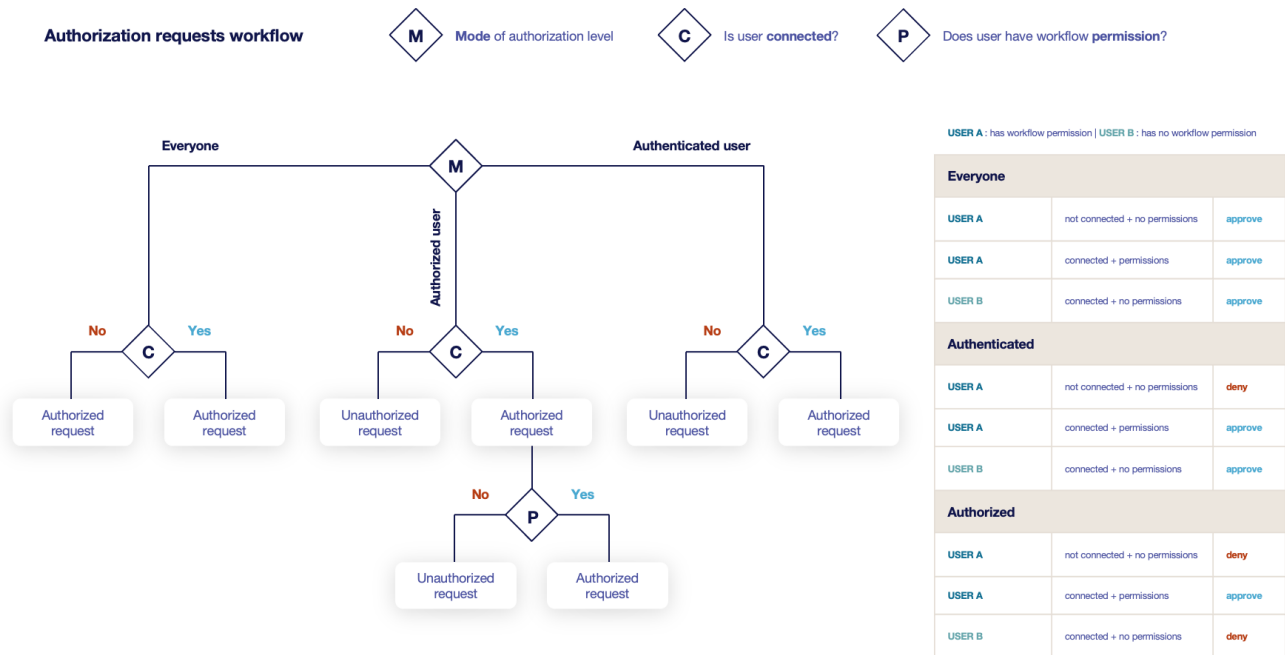 Authorization requests workflow
M
Mode of authorization level
C
Is user connected?
P
Does user have workflow permission?
Everyone
M
Authenticated user
Authorized user
No
C
Yes
Authorized
request
Authorized
request
No
C
Yes
Unauthorized
request
Authorized
request
No
C
Yes
Unauthorized
request
Authorized
request
No
P
Yes
Unauthorized
request
Authorized
request
USER A : has workflow permission | USER B : has no workflow permission
Everyone
USER A not connected + no permissions approve
USER A connected + permissions approve
USER B connected + no permissions approve
Authenticated
USER A not connected + no permissions deny
USER A connected + permissions approve
USER B connected + no permissions approve
Authorized
USER A not connected + no permissions deny
USER A connected + permissions approve
USER B connected + no permissions deny